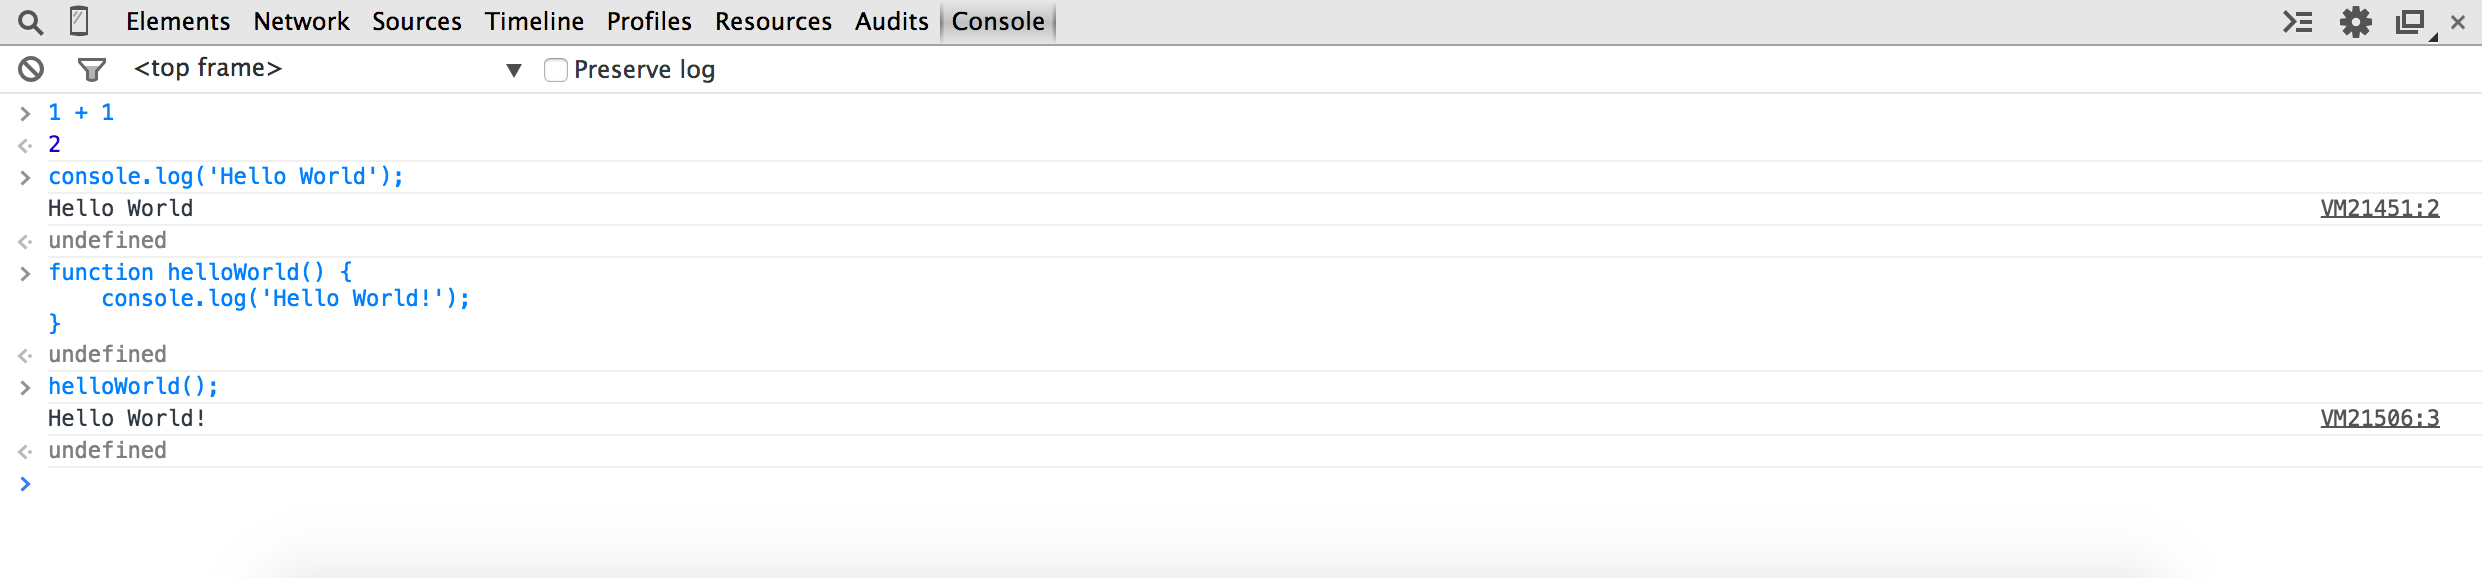 Elements Network Sources Timeline Profiles Resources Audits Console
<top frame> ▼ Preserve log
> 1 + 1
2
> console.log('Hello World');
Hello World VM21451:2
undefined
> function helloWorld() {
    console.log('Hello World!');
}
undefined
> helloWorld();
Hello World! VM21506:3
undefined
>